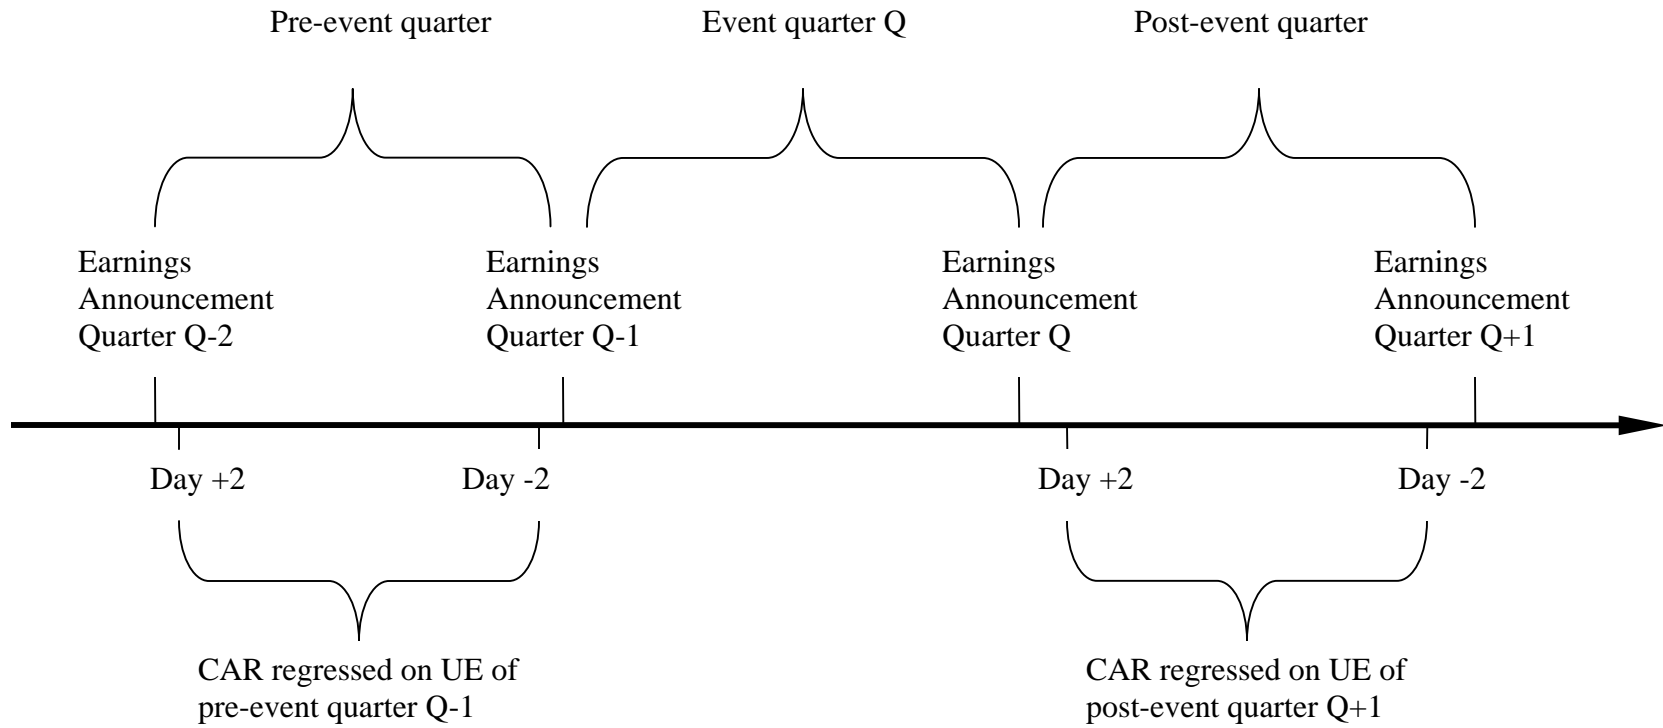 Pre-event quarter
Event quarter Q
Post-event quarter
Earnings
Announcement
Quarter Q-2
Earnings
Announcement
Quarter Q-1
Earnings
Announcement
Quarter Q
Earnings
Announcement
Quarter Q+1
Day +2
Day -2
Day +2
Day -2
CAR regressed on UE of
pre-event quarter Q-1
CAR regressed on UE of
post-event quarter Q+1